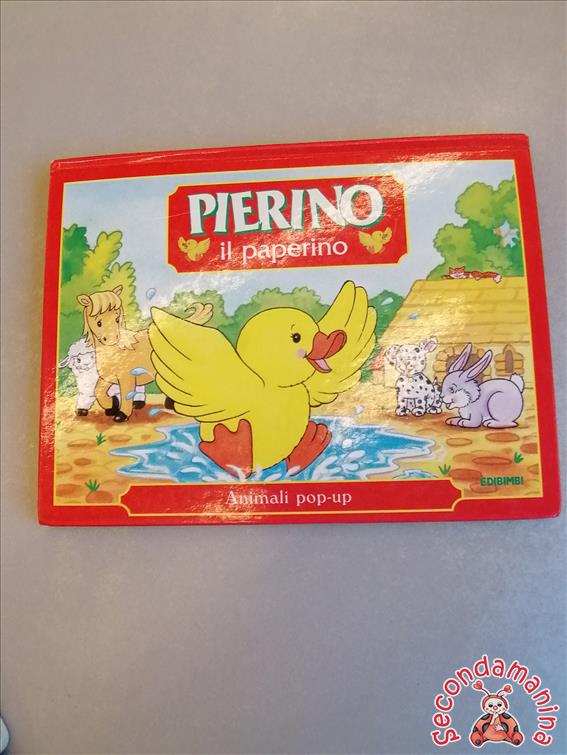 PIERINO
il paperino
Animali pop-up
EDIBIMBI
Secondamanina